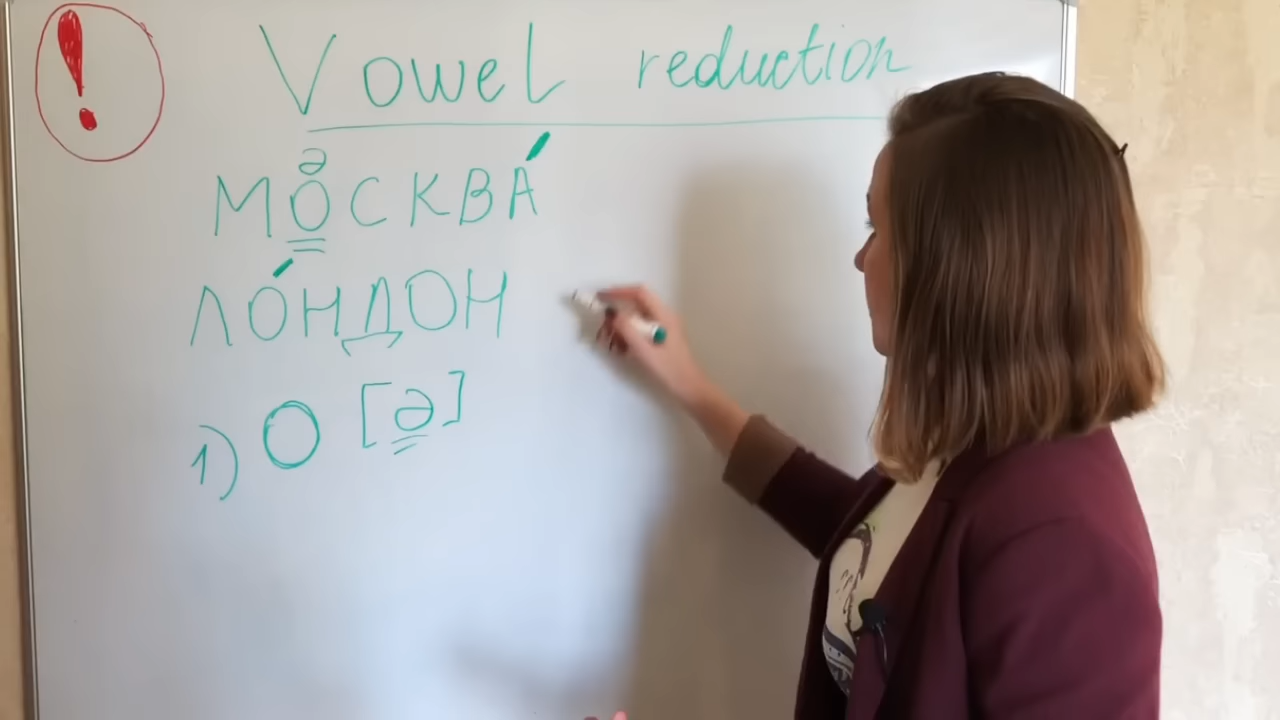 ! Vowel reduction
ə
МОСКВА́
ЛО́НДОН
1) О [ə]